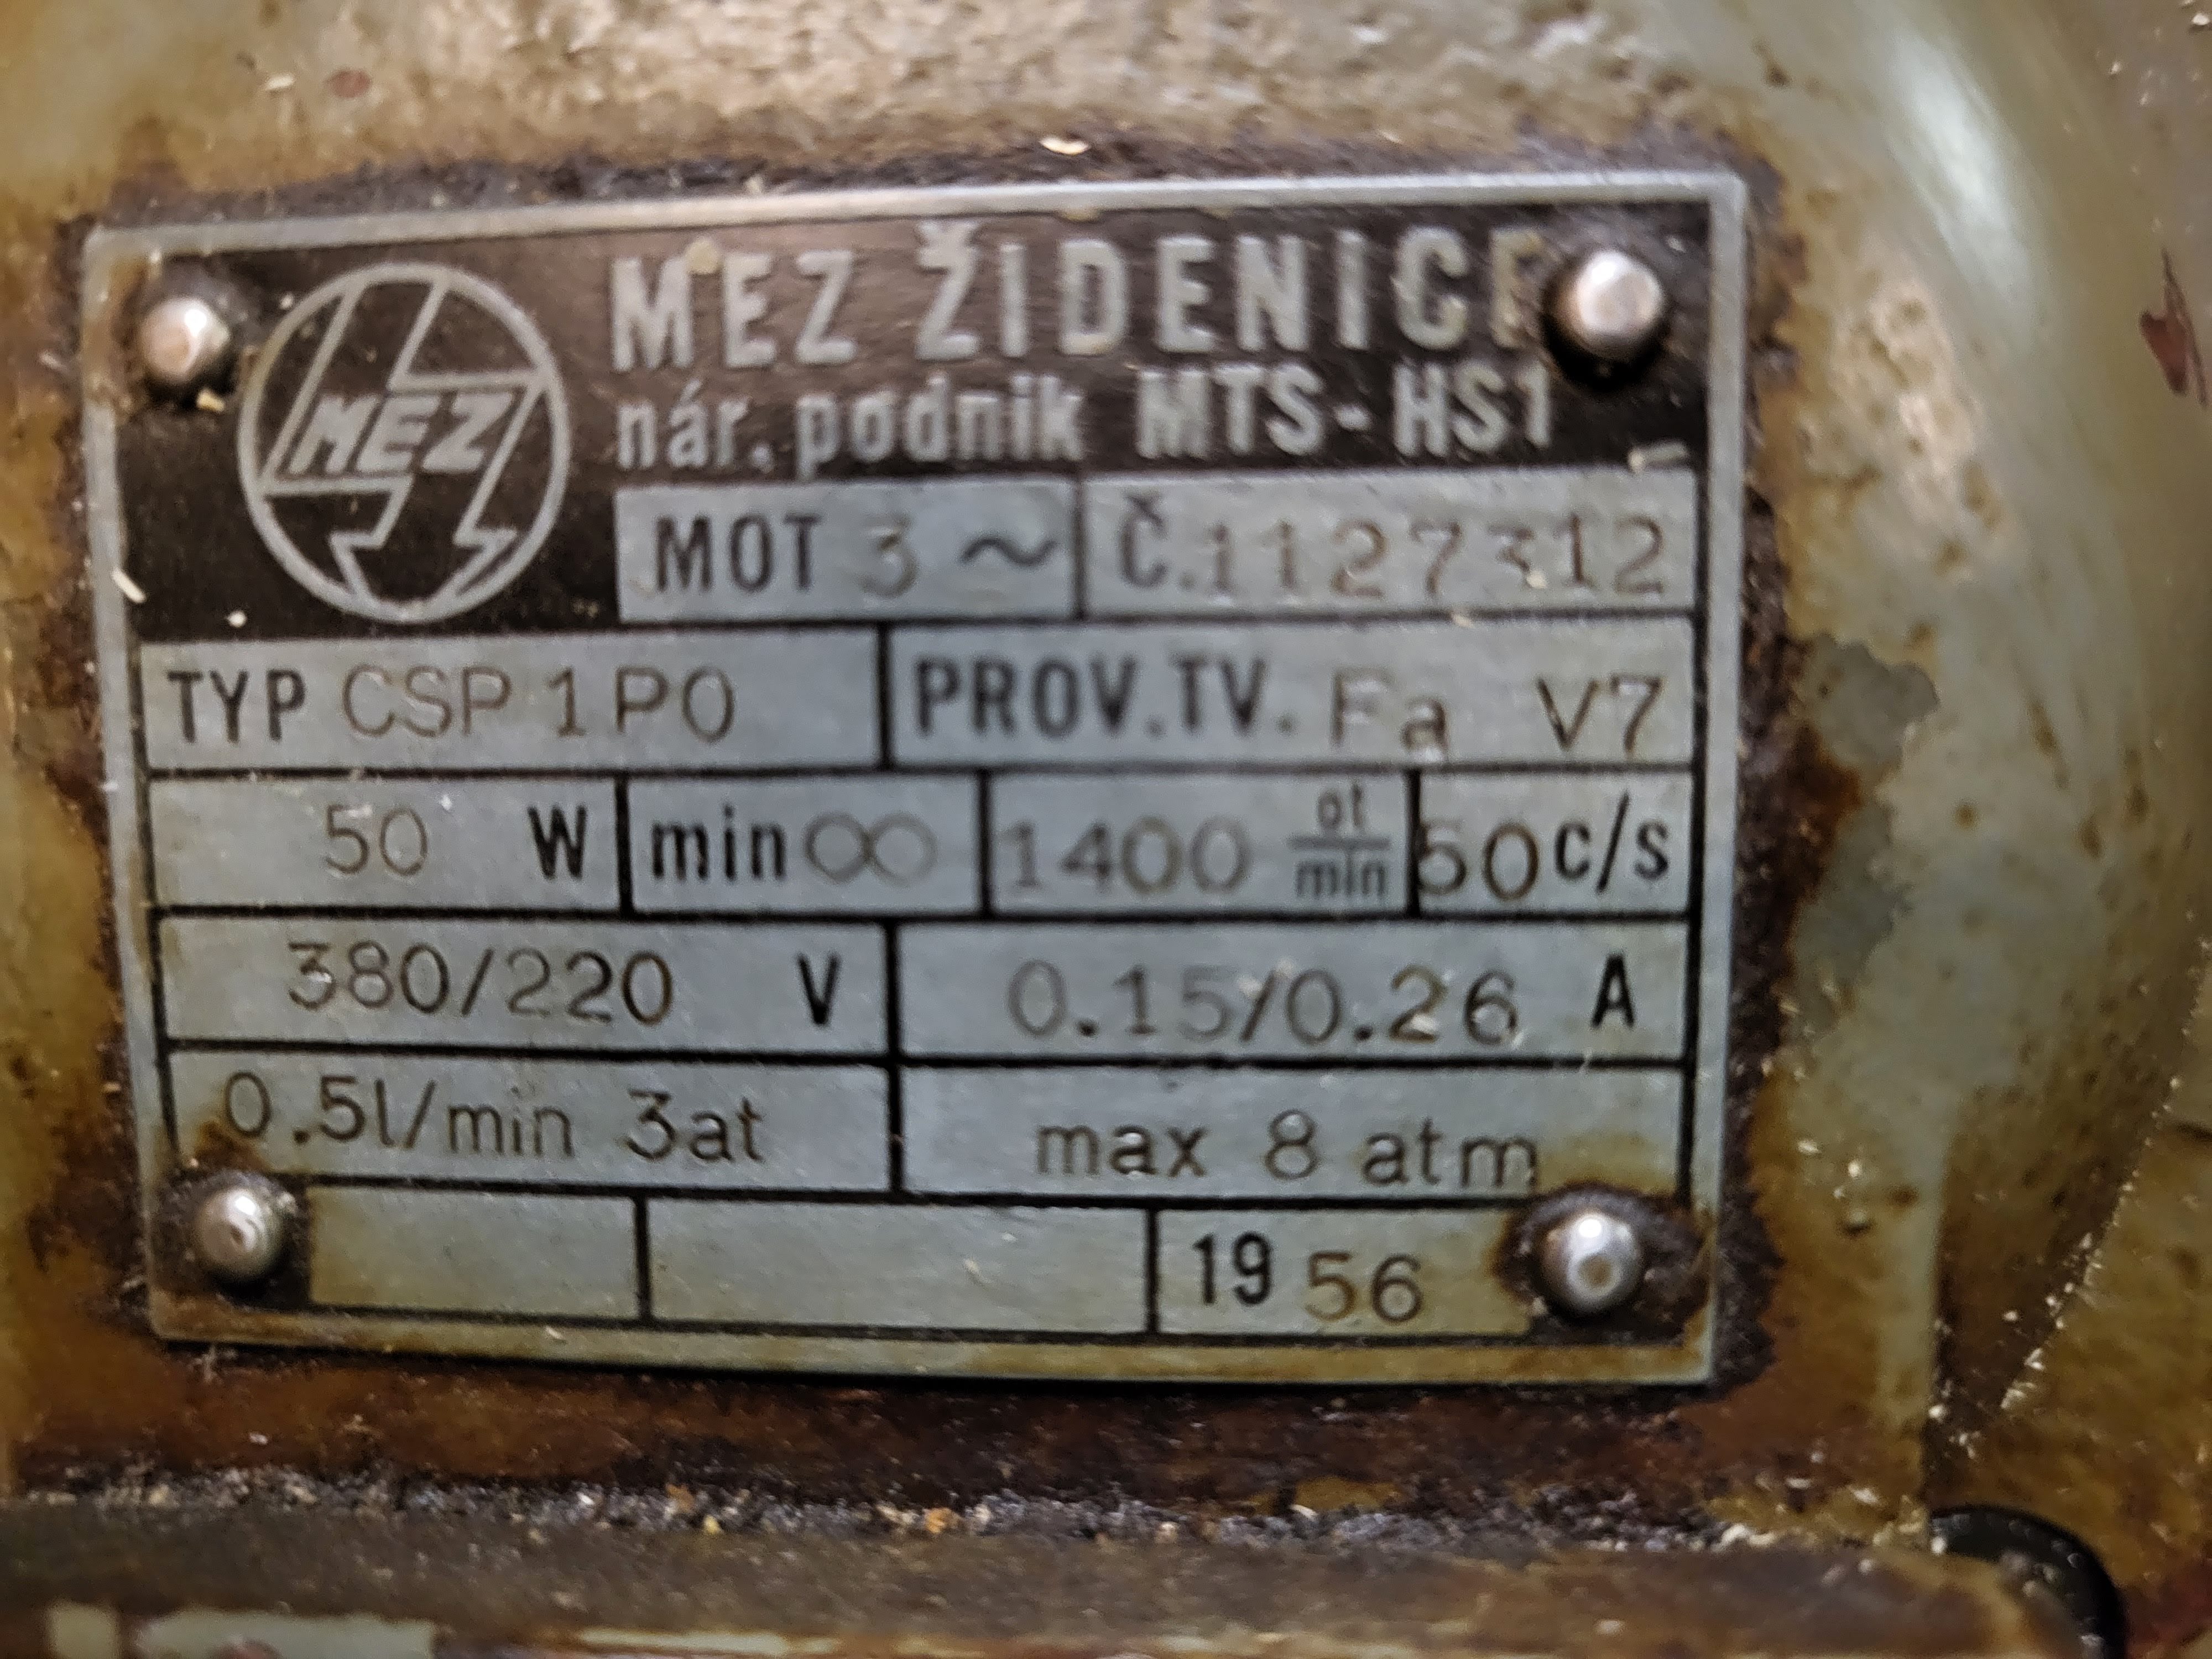 MEZ
MEZ ŽIDENICE
nár. podnik MTS-HS1
MOT 3 ~ Č. 1127312
TYP CSP 1P0 PROV. TV. Fa V7
50 W min ∞ 1400 ot/min 50 c/s
380/220 V 0.15/0.26 A
0.5l/min 3at max 8 atm
1956